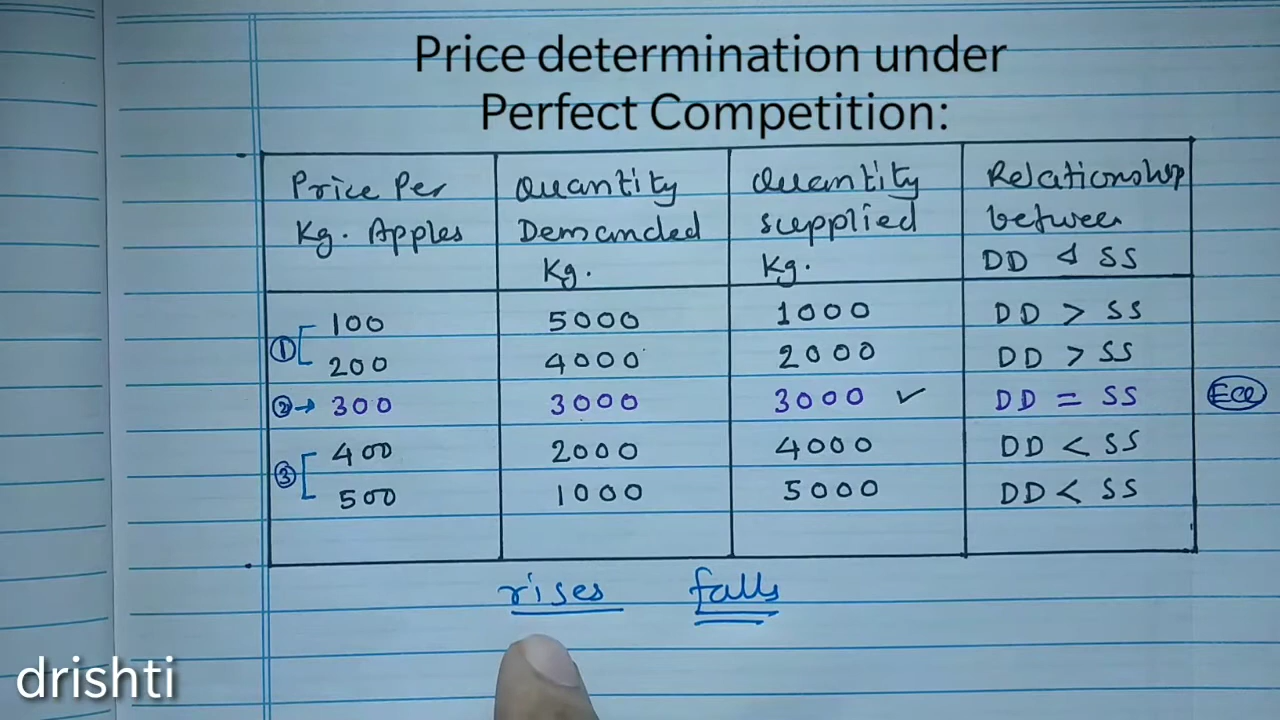 Price determination under
Perfect Competition:
Price Per Kg. Apples | Quantity Demanded Kg. | Quantity supplied Kg. | Relationship between DD & SS
① 100 | 5000 | 1000 | DD > SS
200 | 4000 | 2000 | DD > SS
② → 300 | 3000 | 3000 ✓ | DD = SS
③ 400 | 2000 | 4000 | DD < SS
500 | 1000 | 5000 | DD < SS
rises falls
drishti